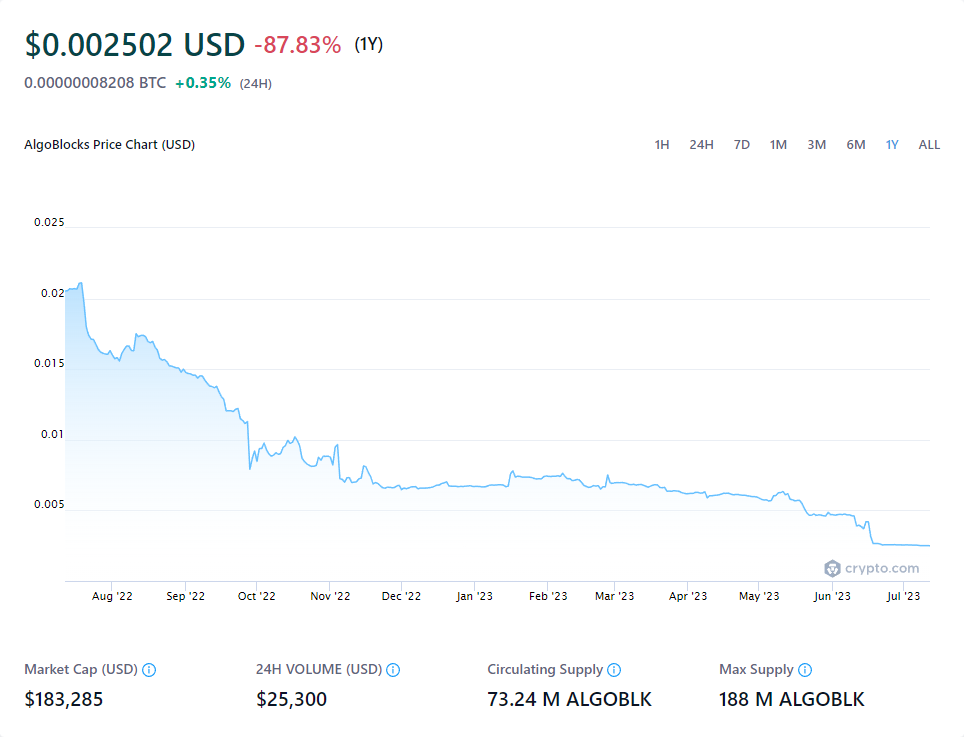 $0.002502 USD -87.83% (1Y)
0.00000008208 BTC +0.35% (24H)
AlgoBlocks Price Chart (USD) 1H 24H 7D 1M 3M 6M 1Y ALL
0.025
0.02
0.015
0.01
0.005
crypto.com
Aug '22 Sep '22 Oct '22 Nov '22 Dec '22 Jan '23 Feb '23 Mar '23 Apr '23 May '23 Jun '23 Jul '23
Market Cap (USD) 24H VOLUME (USD) Circulating Supply Max Supply
$183,285 $25,300 73.24 M ALGOBLK 188 M ALGOBLK